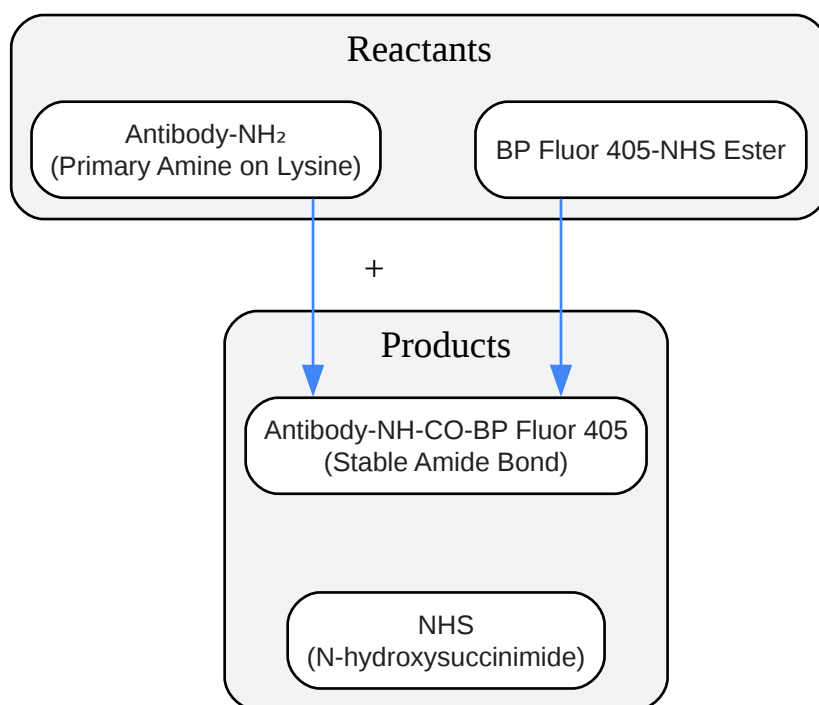 Reactants
Antibody-NH₂
(Primary Amine on Lysine)
BP Fluor 405-NHS Ester
+
Products
Antibody-NH-CO-BP Fluor 405
(Stable Amide Bond)
NHS
(N-hydroxysuccinimide)